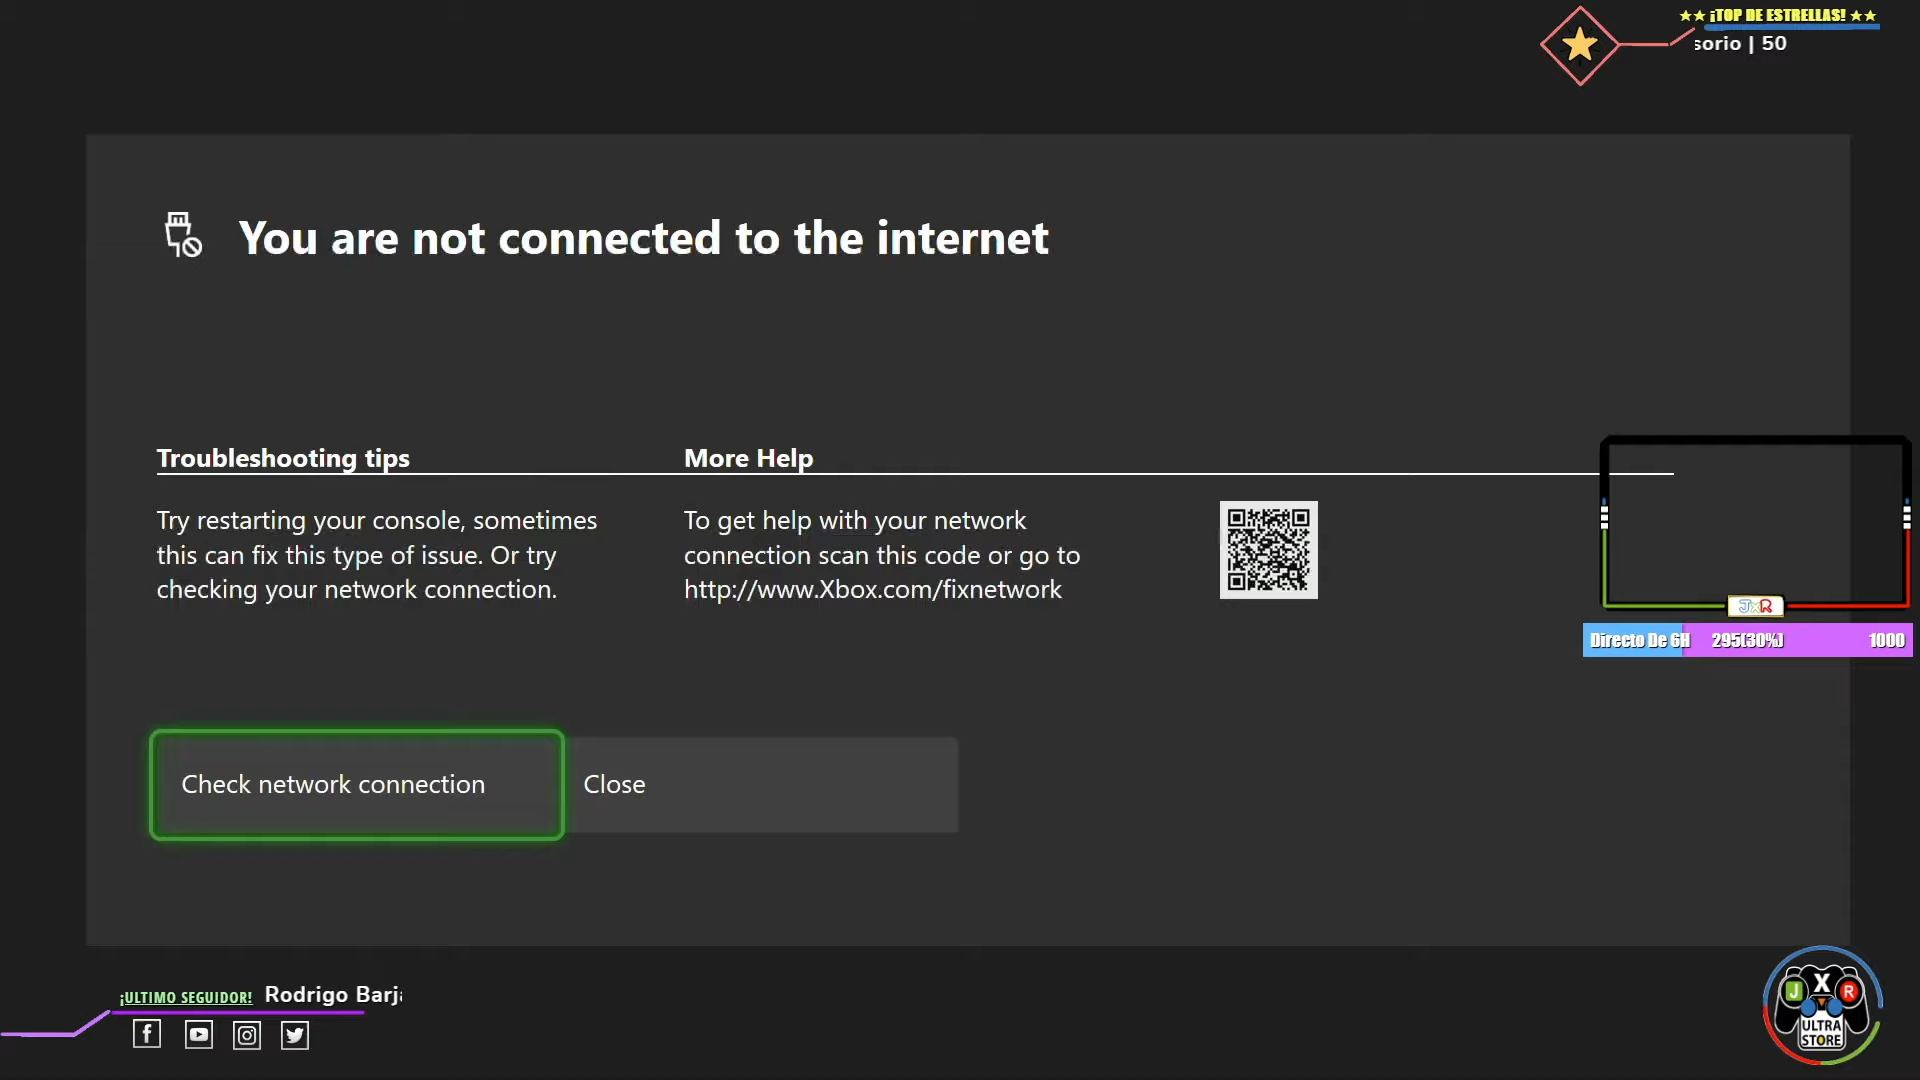 ★★ ¡TOP DE ESTRELLAS! ★★
sorio | 50
You are not connected to the internet
Troubleshooting tips
More Help
Try restarting your console, sometimes
this can fix this type of issue. Or try
checking your network connection.
To get help with your network
connection scan this code or go to
http://www.Xbox.com/fixnetwork
JxR
Directo De 6H 295(30%) 1000
Check network connection
Close
¡ULTIMO SEGUIDOR! Rodrigo Barj
J X R
ULTRA
STORE